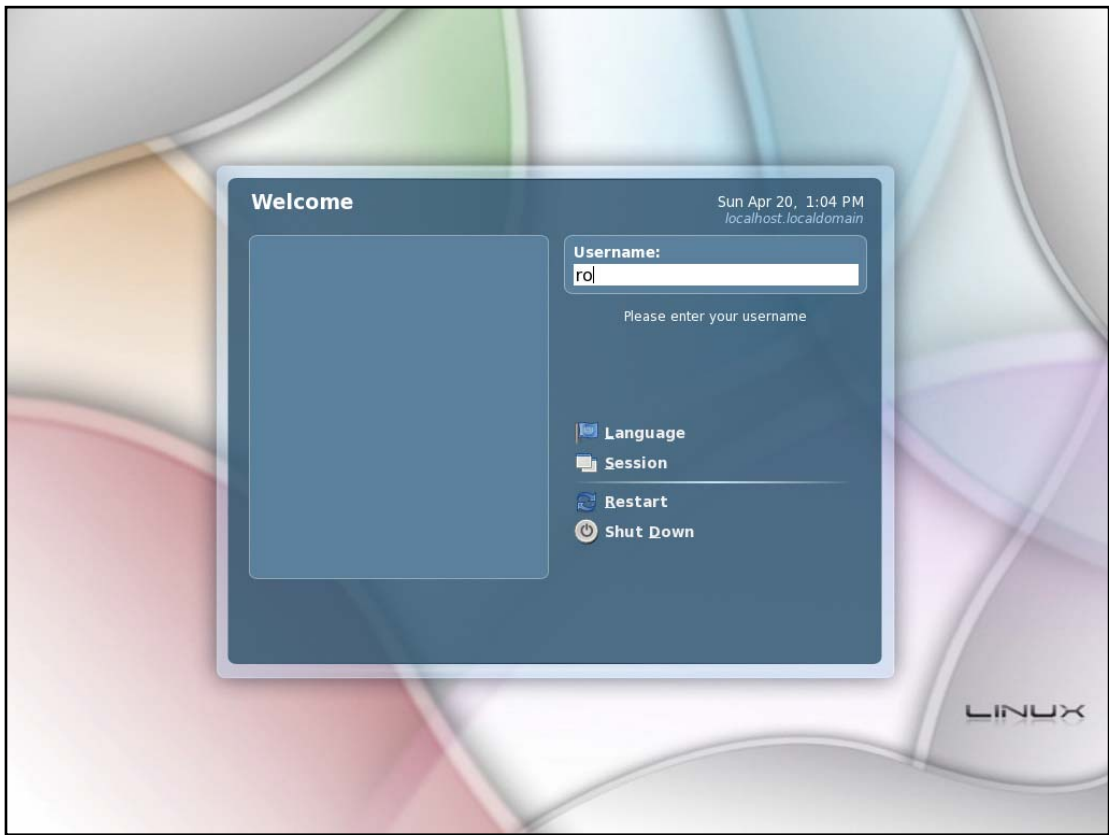 Welcome
Sun Apr 20, 1:04 PM
localhost.localdomain
Username:
ro
Please enter your username
Language
Session
Restart
Shut Down
LINUX